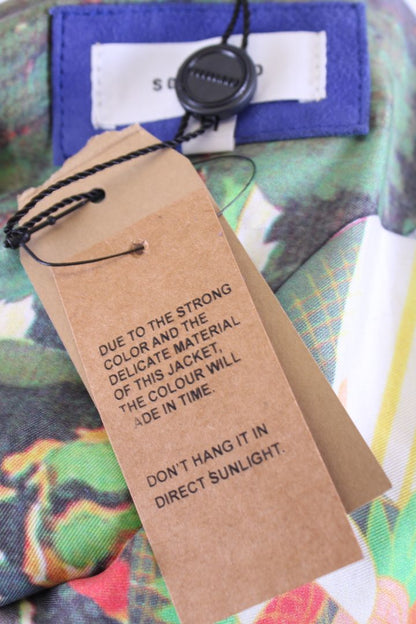 DUE TO THE STRONG
COLOR AND THE
DELICATE MATERIAL
OF THIS JACKET,
THE COLOUR WILL
ADE IN TIME.
DON'T HANG IT IN
DIRECT SUNLIGHT.